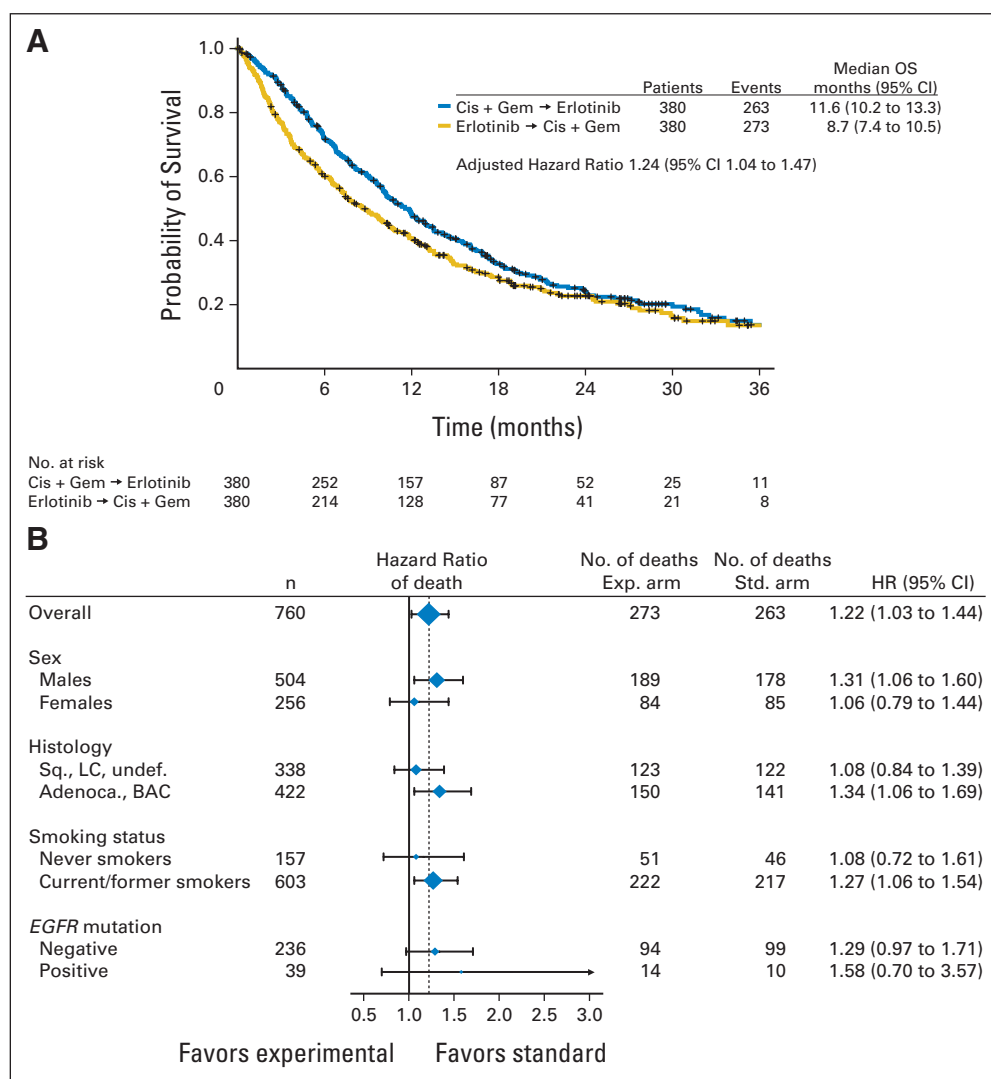 A
Probability of Survival
1.0
0.8
0.6
0.4
0.2
0 6 12 18 24 30 36
Time (months)
Patients Events Median OS months (95% CI)
Cis + Gem → Erlotinib 380 263 11.6 (10.2 to 13.3)
Erlotinib → Cis + Gem 380 273 8.7 (7.4 to 10.5)
Adjusted Hazard Ratio 1.24 (95% CI 1.04 to 1.47)
No. at risk
Cis + Gem → Erlotinib 380 252 157 87 52 25 11
Erlotinib → Cis + Gem 380 214 128 77 41 21 8
B
n Hazard Ratio of death No. of deaths Exp. arm No. of deaths Std. arm HR (95% CI)
Overall 760 273 263 1.22 (1.03 to 1.44)
Sex
Males 504 189 178 1.31 (1.06 to 1.60)
Females 256 84 85 1.06 (0.79 to 1.44)
Histology
Sq., LC, undef. 338 123 122 1.08 (0.84 to 1.39)
Adenoca., BAC 422 150 141 1.34 (1.06 to 1.69)
Smoking status
Never smokers 157 51 46 1.08 (0.72 to 1.61)
Current/former smokers 603 222 217 1.27 (1.06 to 1.54)
EGFR mutation
Negative 236 94 99 1.29 (0.97 to 1.71)
Positive 39 14 10 1.58 (0.70 to 3.57)
0.5 1.0 1.5 2.0 2.5 3.0
Favors experimental Favors standard